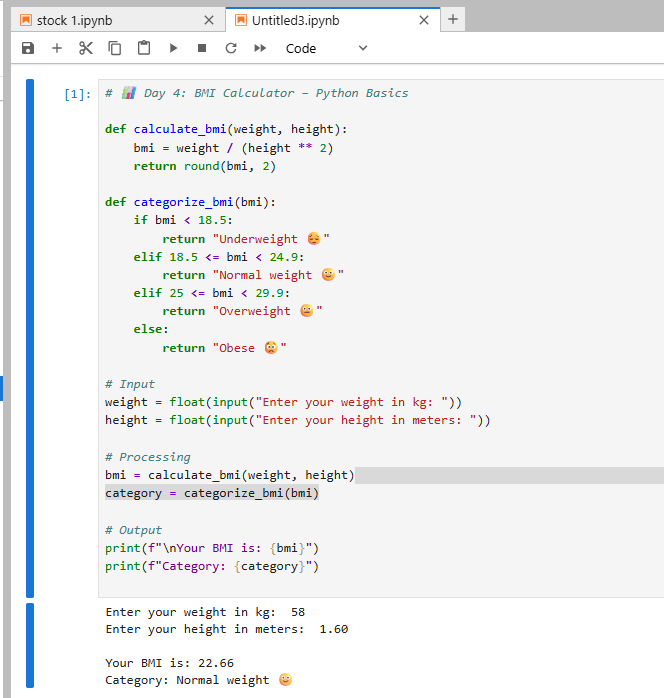 stock 1.ipynb
Untitled3.ipynb
Code
[1]:
# 📊 Day 4: BMI Calculator – Python Basics

def calculate_bmi(weight, height):
    bmi = weight / (height ** 2)
    return round(bmi, 2)

def categorize_bmi(bmi):
    if bmi < 18.5:
        return "Underweight 😔"
    elif 18.5 <= bmi < 24.9:
        return "Normal weight 😊"
    elif 25 <= bmi < 29.9:
        return "Overweight 😐"
    else:
        return "Obese 😟"

# Input
weight = float(input("Enter your weight in kg: "))
height = float(input("Enter your height in meters: "))

# Processing
bmi = calculate_bmi(weight, height)
category = categorize_bmi(bmi)

# Output
print(f"\nYour BMI is: {bmi}")
print(f"Category: {category}")

Enter your weight in kg:  58
Enter your height in meters:  1.60

Your BMI is: 22.66
Category: Normal weight 😊